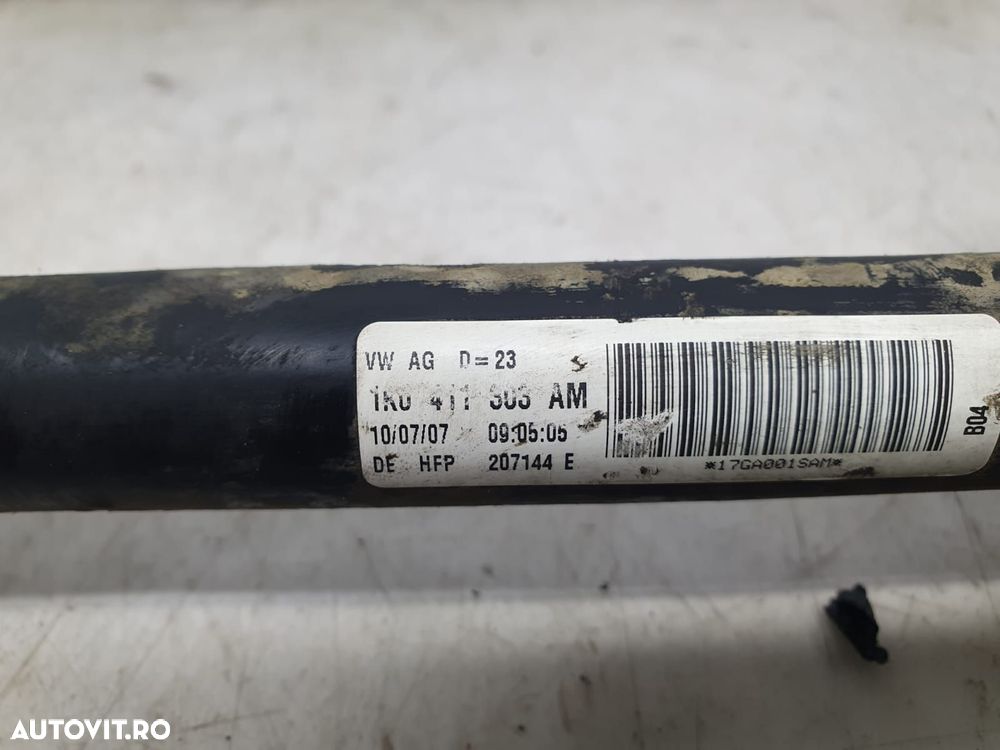 VW AG D=23
1K0 411 303 AM
10/07/07 09:05:05
DE HFP 207144 E
*17GA001SAM*
B04
AUTOVIT.RO